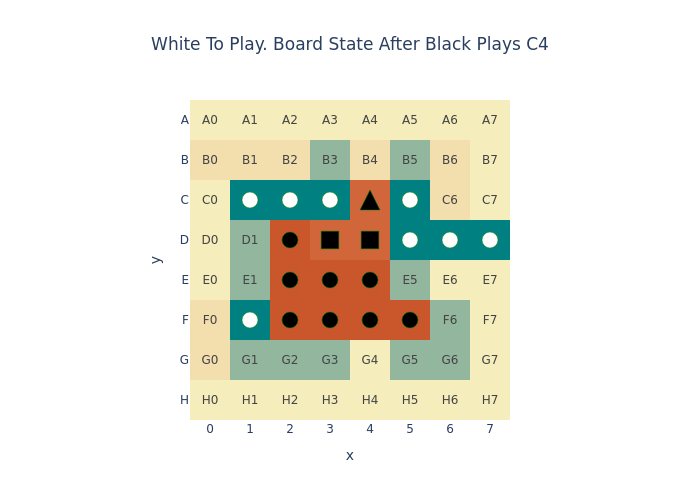 White To Play. Board State After Black Plays C4
A A0 A1 A2 A3 A4 A5 A6 A7
B B0 B1 B2 B3 B4 B5 B6 B7
C C0 C6 C7
D D0 D1
E E0 E1 E5 E6 E7
F F0 F6 F7
G G0 G1 G2 G3 G4 G5 G6 G7
H H0 H1 H2 H3 H4 H5 H6 H7
0 1 2 3 4 5 6 7
x
y